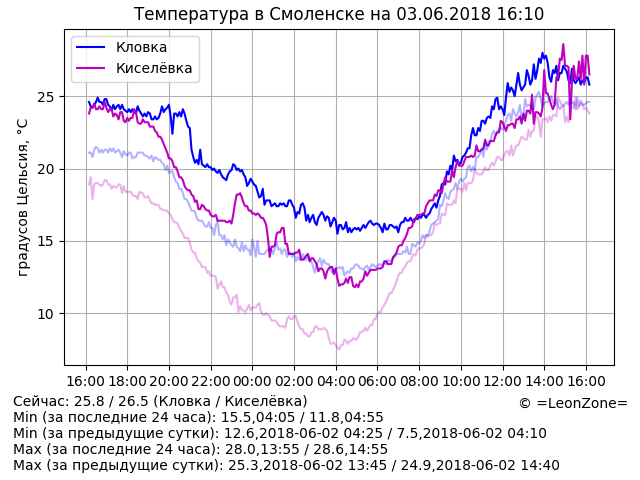 Температура в Смоленске на 03.06.2018 16:10
Кловка
Киселёвка
градусов Цельсия, °C
25
20
15
10
16:00 18:00 20:00 22:00 00:00 02:00 04:00 06:00 08:00 10:00 12:00 14:00 16:00
Сейчас: 25.8 / 26.5 (Кловка / Киселёвка)
© =LeonZone=
Min (за последние 24 часа): 15.5,04:05 / 11.8,04:55
Min (за предыдущие сутки): 12.6,2018-06-02 04:25 / 7.5,2018-06-02 04:10
Max (за последние 24 часа): 28.0,13:55 / 28.6,14:55
Max (за предыдущие сутки): 25.3,2018-06-02 13:45 / 24.9,2018-06-02 14:40